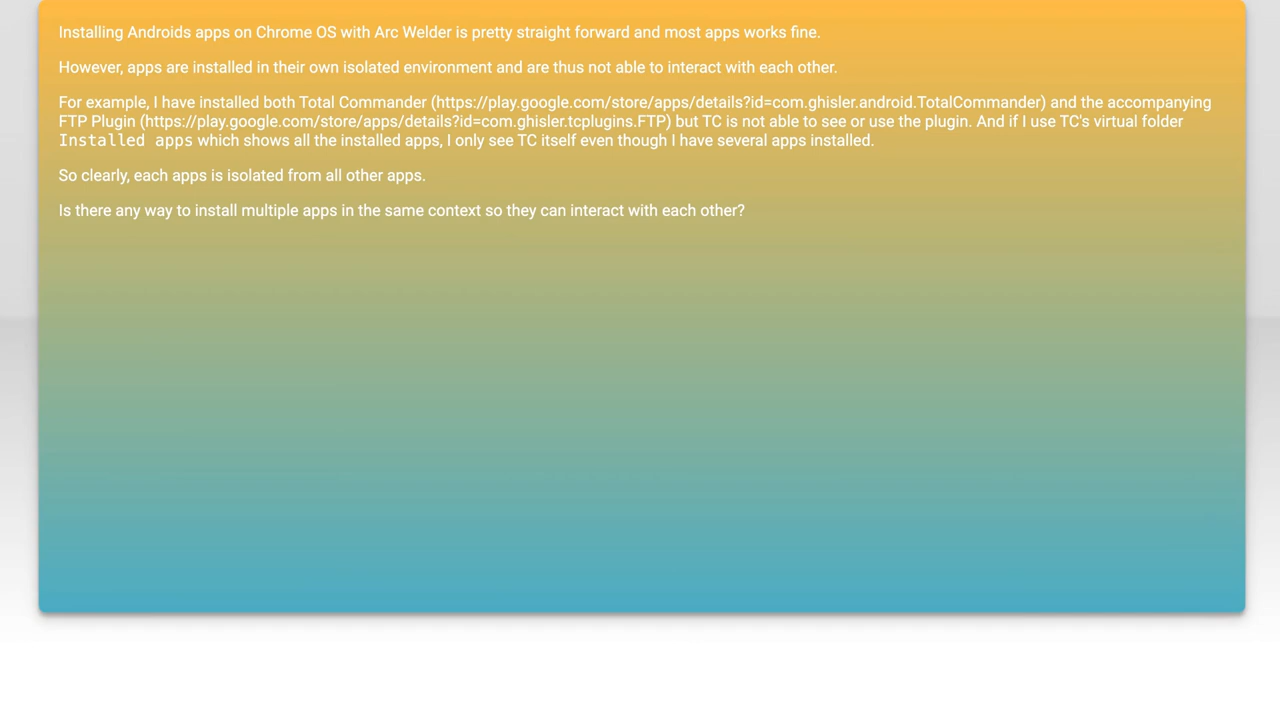 Installing Androids apps on Chrome OS with Arc Welder is pretty straight forward and most apps works fine.
However, apps are installed in their own isolated environment and are thus not able to interact with each other.
For example, I have installed both Total Commander (https://play.google.com/store/apps/details?id=com.ghisler.android.TotalCommander) and the accompanying
FTP Plugin (https://play.google.com/store/apps/details?id=com.ghisler.tcplugins.FTP) but TC is not able to see or use the plugin. And if I use TC's virtual folder
Installed apps which shows all the installed apps, I only see TC itself even though I have several apps installed.
So clearly, each apps is isolated from all other apps.
Is there any way to install multiple apps in the same context so they can interact with each other?